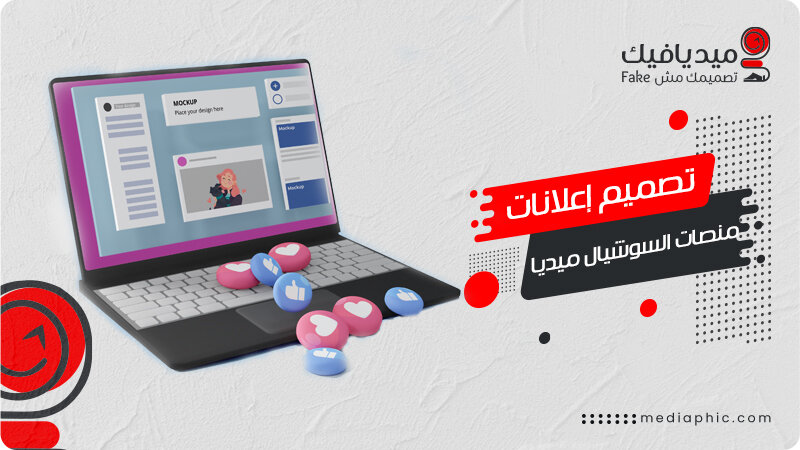 ميديافيك
تصميمك مش Fake
تصميم إعلانات
منصات السوشيال ميديا
MOCKUP
Place your design here
Mockup
Mockup
mediaphic.com